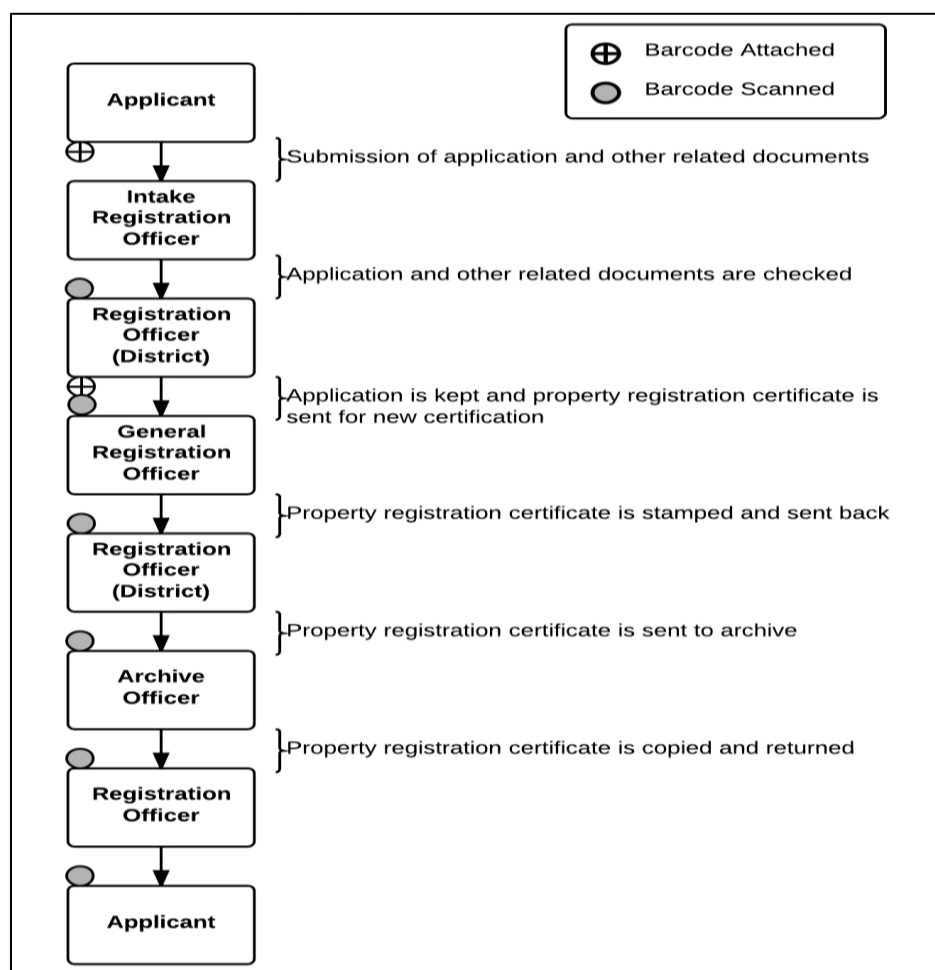 Barcode Attached
Barcode Scanned
Applicant
Submission of application and other related documents
Intake
Registration
Officer
Application and other related documents are checked
Registration
Officer
(District)
Application is kept and property registration certificate is
sent for new certification
General
Registration
Officer
Property registration certificate is stamped and sent back
Registration
Officer
(District)
Property registration certificate is sent to archive
Archive
Officer
Property registration certificate is copied and returned
Registration
Officer
Applicant